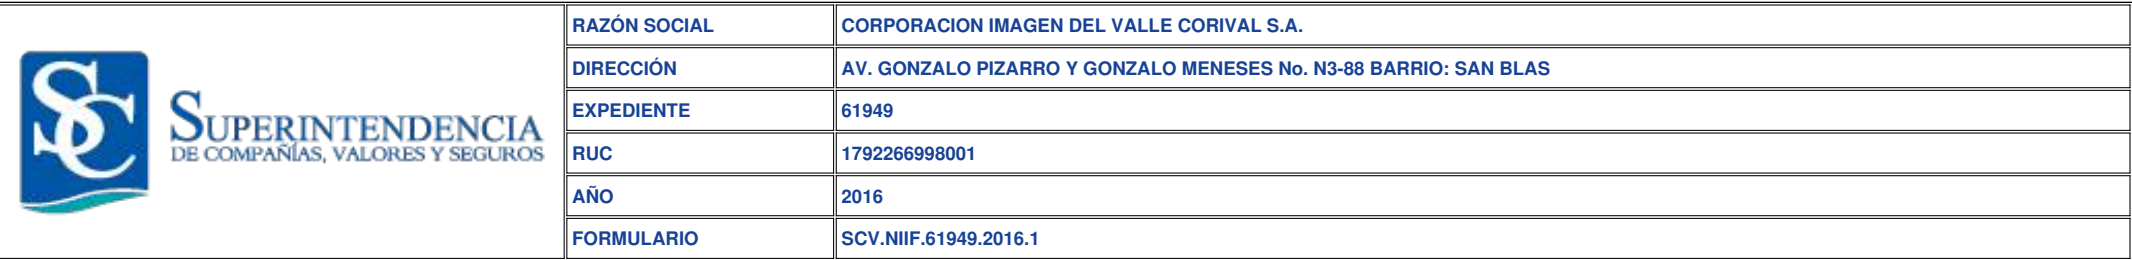 SC
SUPERINTENDENCIA
DE COMPAÑÍAS, VALORES Y SEGUROS
RAZÓN SOCIAL CORPORACION IMAGEN DEL VALLE CORIVAL S.A.
DIRECCIÓN AV. GONZALO PIZARRO Y GONZALO MENESES No. N3-88 BARRIO: SAN BLAS
EXPEDIENTE 61949
RUC 1792266998001
AÑO 2016
FORMULARIO SCV.NIIF.61949.2016.1